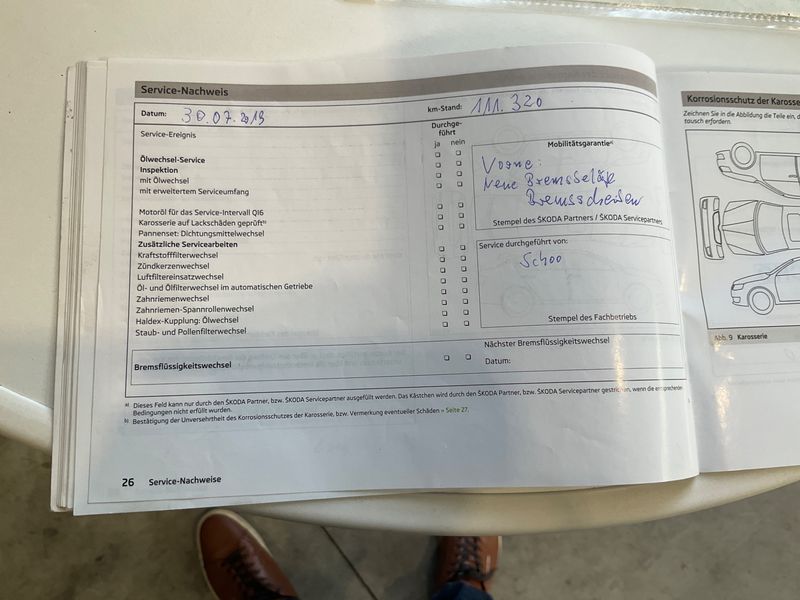 Service-Nachweis
Datum: 30.07.2019
km-Stand: 111.320
Service-Ereignis
Durchge-
führt
ja nein
Ölwechsel-Service
Inspektion
mit Ölwechsel
mit erweitertem Serviceumfang
Motoröl für das Service-Intervall QI6
Karosserie auf Lackschäden geprüft b)
Pannenset: Dichtungsmittelwechsel
Zusätzliche Servicearbeiten
Kraftstofffilterwechsel
Zündkerzenwechsel
Luftfiltereinsatzwechsel
Öl- und Ölfilterwechsel im automatischen Getriebe
Zahnriemenwechsel
Zahnriemen-Spannrollenwechsel
Haldex-Kupplung: Ölwechsel
Staub- und Pollenfilterwechsel
Mobilitätsgarantie a)
Vorne:
Neue Bremsbeläge
Bremsscheiben
Stempel des ŠKODA Partners / ŠKODA Servicepartners
Service durchgeführt von:
Schoo
Stempel des Fachbetriebs
Bremsflüssigkeitswechsel
Nächster Bremsflüssigkeitswechsel
Datum:
a) Dieses Feld kann nur durch den ŠKODA Partner, bzw. ŠKODA Servicepartner ausgefüllt werden. Das Kästchen wird durch den ŠKODA Partner, bzw. ŠKODA Servicepartner gestrichen, wenn die entsprechenden
Bedingungen nicht erfüllt wurden.
b) Bestätigung der Unversehrtheit des Korrosionsschutzes der Karosserie, bzw. Vermerkung eventueller Schäden » Seite 27.
26 Service-Nachweise
Korrosionsschutz der Karosse
Zeichnen Sie in die Abbildung die Teile ein, d
tausch erfordern.
Abb. 9 Karosserie